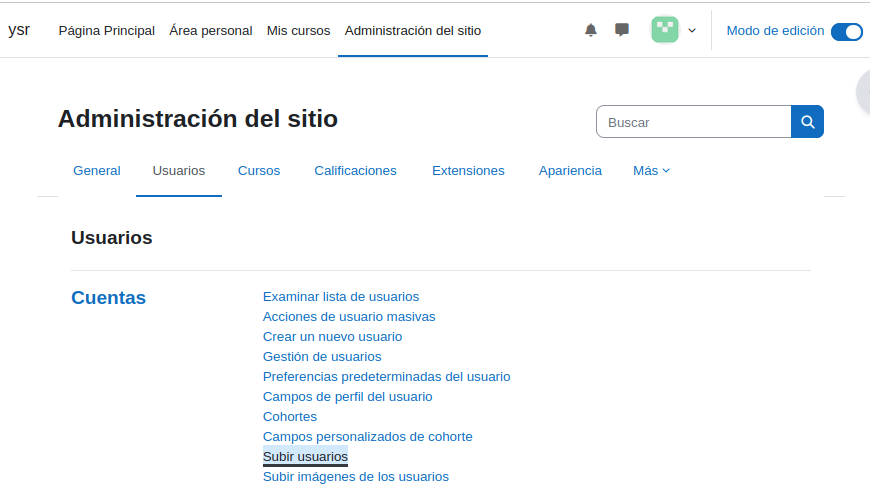 ysr Página Principal Área personal Mis cursos Administración del sitio Modo de edición
Administración del sitio
Buscar
General Usuarios Cursos Calificaciones Extensiones Apariencia Más
Usuarios
Cuentas
Examinar lista de usuarios
Acciones de usuario masivas
Crear un nuevo usuario
Gestión de usuarios
Preferencias predeterminadas del usuario
Campos de perfil del usuario
Cohortes
Campos personalizados de cohorte
Subir usuarios
Subir imágenes de los usuarios